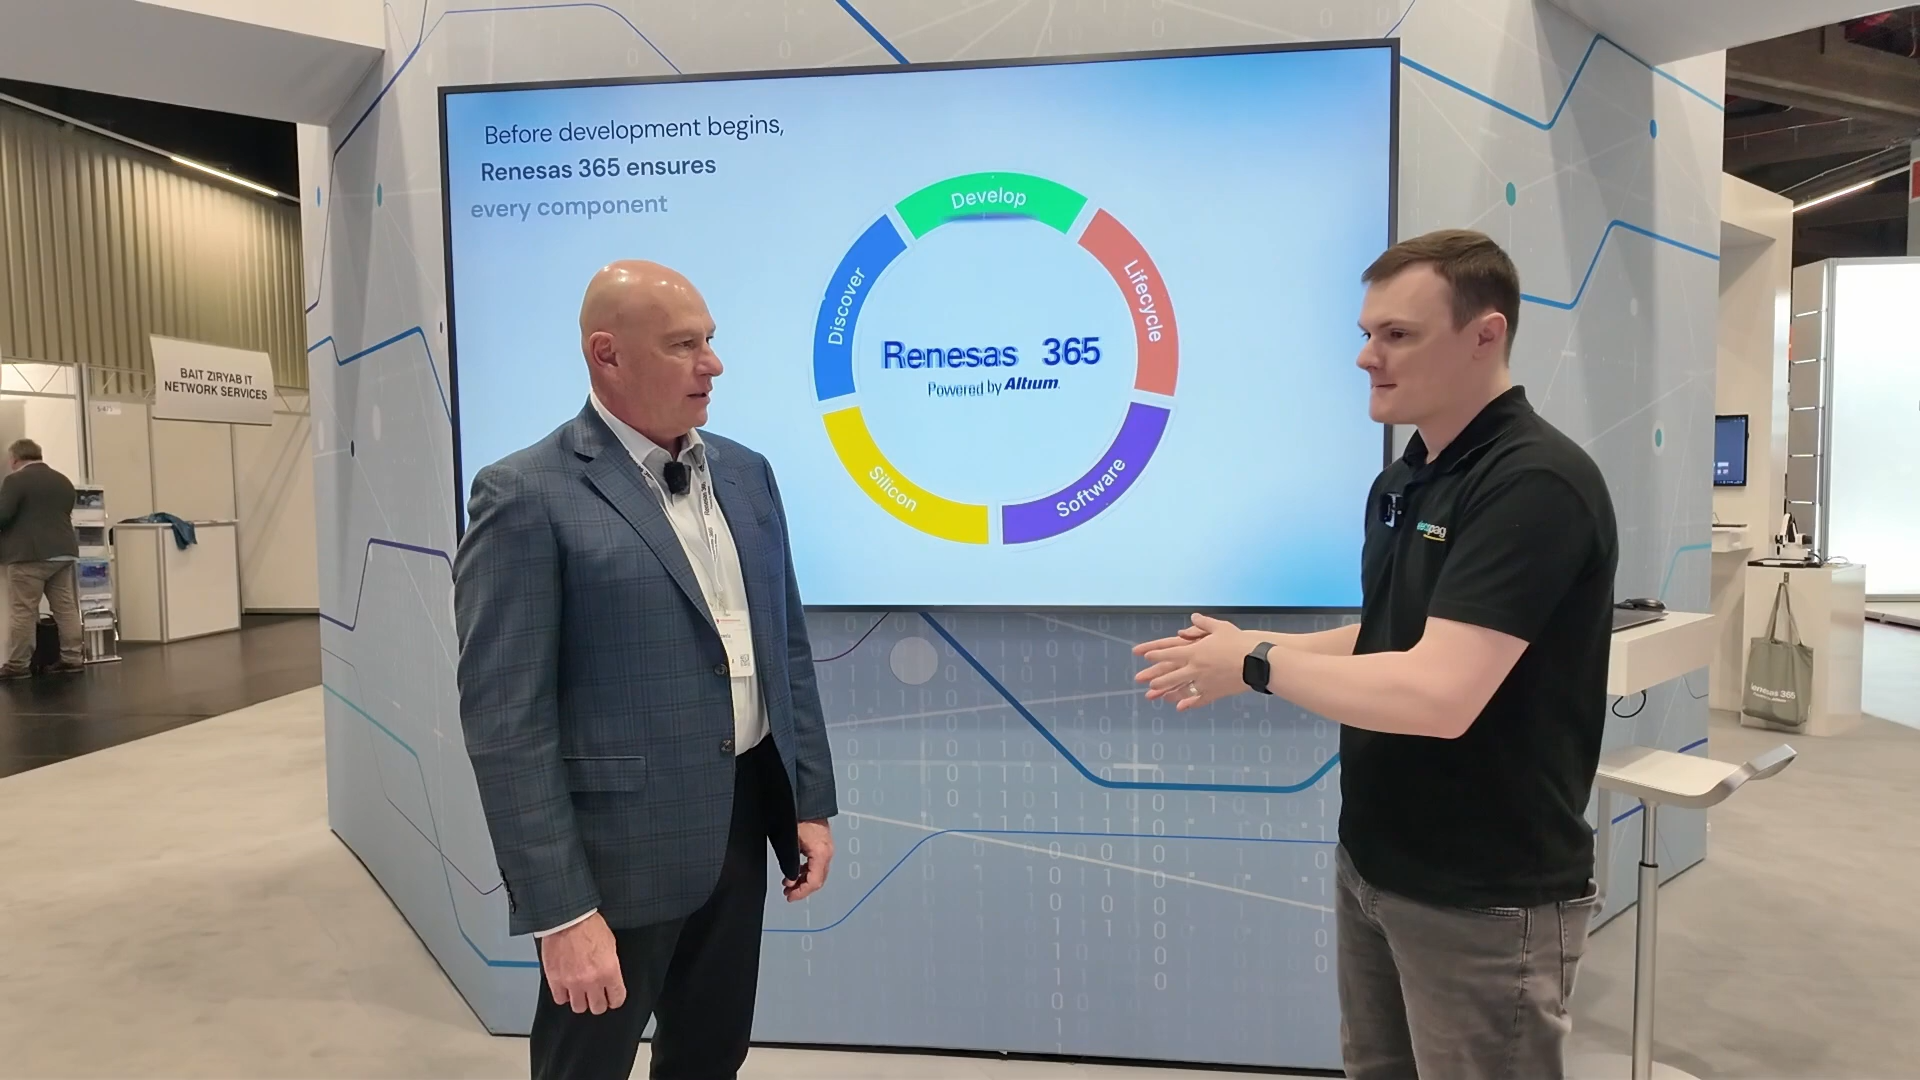 Before development begins,
Renesas 365 ensures
every component
Develop
Discover
Lifecycle
Renesas 365
Powered by Altium
Silicon
Software
BAIT ZIRYAB IT
NETWORK SERVICES